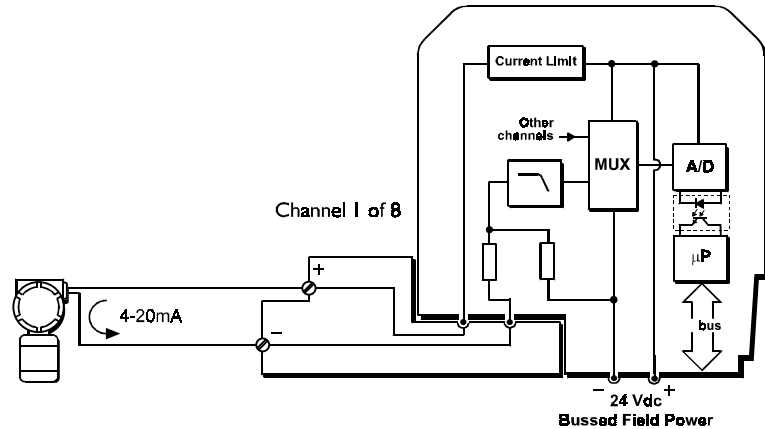 Current Limit
Other
channels
MUX
A/D
Channel 1 of 8
μP
+
4-20mA
bus
−
− +
24 Vdc
Bussed Field Power